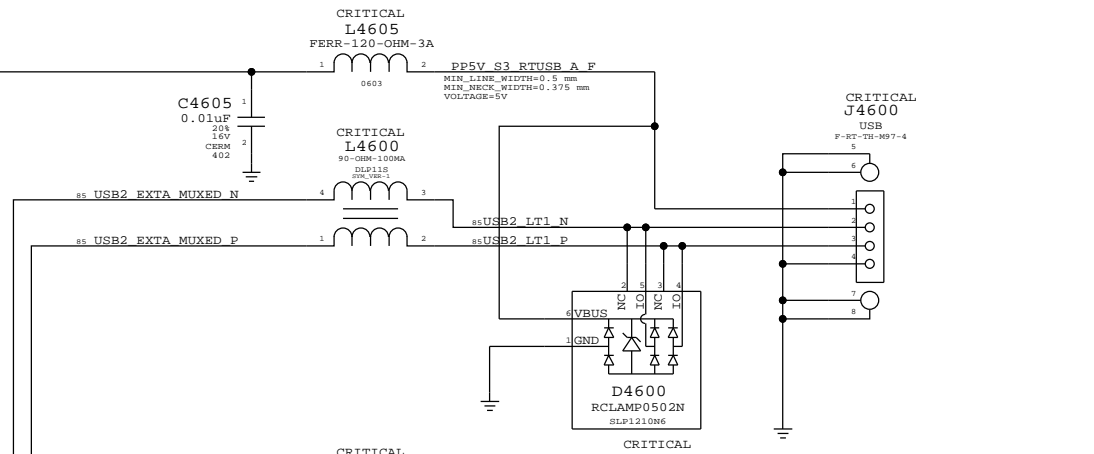 CRITICAL
L4605
FERR-120-OHM-3A
1
2
PP5V_S3_RTUSB_A_F
0603
MIN_LINE_WIDTH=0.5 mm
MIN_NECK_WIDTH=0.375 mm
VOLTAGE=5V
C4605
1
0.01uF
20%
16V
CERM
402
2
CRITICAL
L4600
90-OHM-100MA
DLP11S
SYM_VER-1
CRITICAL
J4600
USB
F-RT-TH-M97-4
5
6
85 USB2_EXTA_MUXED_N
4
3
1
85USB2_LT1_N
2
85 USB2_EXTA_MUXED_P
1
2
85USB2_LT1_P
3
4
2
5
3
4
NC
IO
NC
IO
7
8
6
VBUS
1
GND
D4600
RCLAMP0502N
SLP1210N6
CRITICAL
CRITICAL